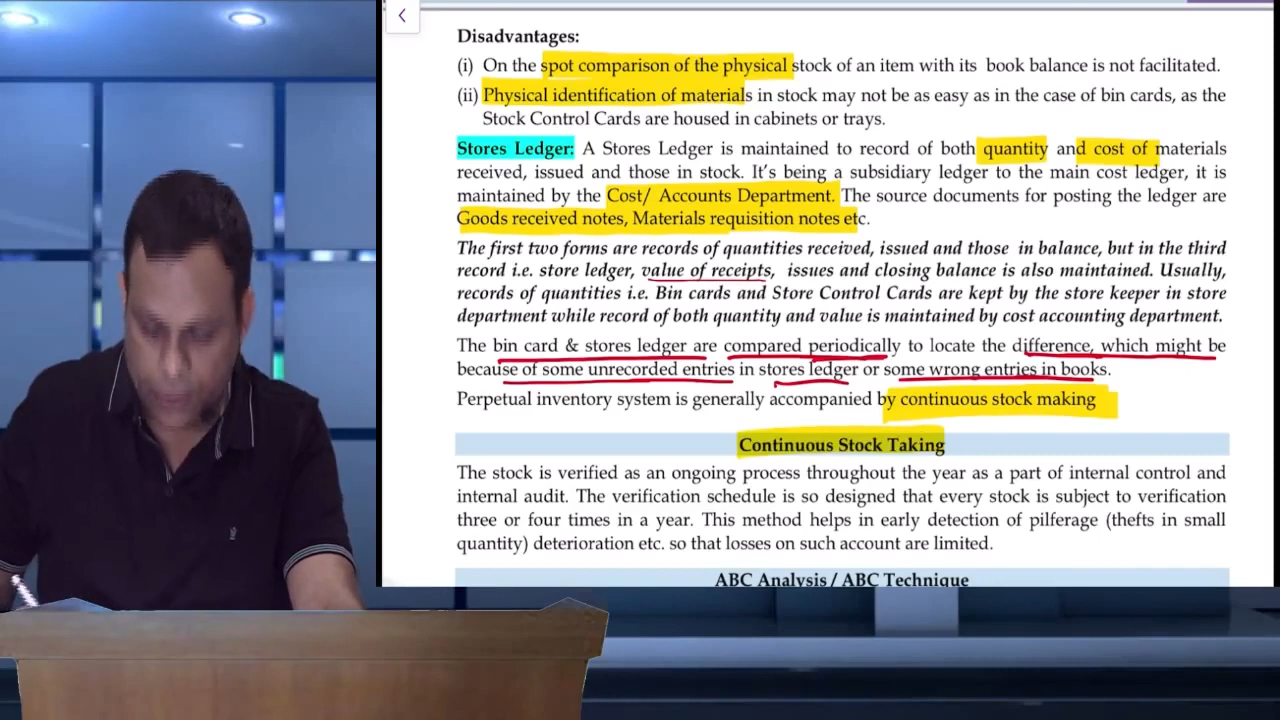 Disadvantages:
(i) On the spot comparison of the physical stock of an item with its book balance is not facilitated.
(ii) Physical identification of materials in stock may not be as easy as in the case of bin cards, as the
Stock Control Cards are housed in cabinets or trays.
Stores Ledger: A Stores Ledger is maintained to record of both quantity and cost of materials
received, issued and those in stock. It's being a subsidiary ledger to the main cost ledger, it is
maintained by the Cost/ Accounts Department. The source documents for posting the ledger are
Goods received notes, Materials requisition notes etc.
The first two forms are records of quantities received, issued and those in balance, but in the third
record i.e. store ledger, value of receipts, issues and closing balance is also maintained. Usually,
records of quantities i.e. Bin cards and Store Control Cards are kept by the store keeper in store
department while record of both quantity and value is maintained by cost accounting department.
The bin card & stores ledger are compared periodically to locate the difference, which might be
because of some unrecorded entries in stores ledger or some wrong entries in books.
Perpetual inventory system is generally accompanied by continuous stock making
Continuous Stock Taking
The stock is verified as an ongoing process throughout the year as a part of internal control and
internal audit. The verification schedule is so designed that every stock is subject to verification
three or four times in a year. This method helps in early detection of pilferage (thefts in small
quantity) deterioration etc. so that losses on such account are limited.
ABC Analysis / ABC Technique